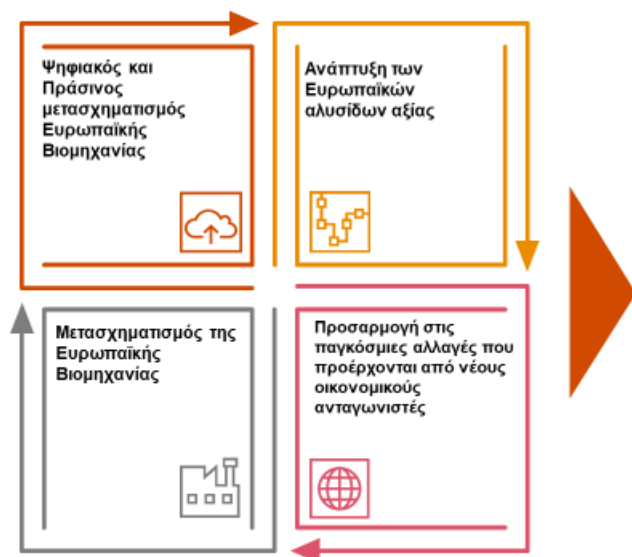 Ψηφιακός και
Πράσινος
μετασχηματισμός
Ευρωπαϊκής
Βιομηχανίας
Ανάπτυξη των
Ευρωπαϊκών
αλυσίδων αξίας
Μετασχηματισμός της
Ευρωπαϊκής
Βιομηχανίας
Προσαρμογή στις
παγκόσμιες αλλαγές που
προέρχονται από νέους
οικονομικούς
ανταγωνιστές